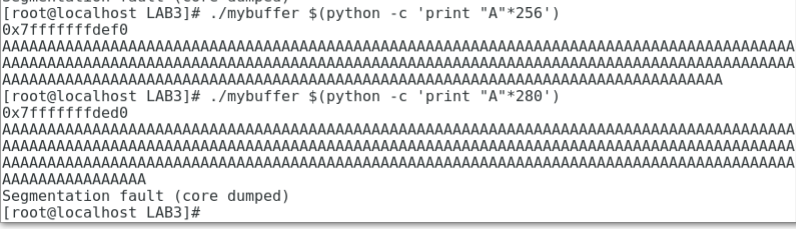 Segmentation fault (core dumped)
[root@localhost LAB3]# ./mybuffer $(python -c 'print "A"*256')
0x7fffffffdef0
AAAAAAAAAAAAAAAAAAAAAAAAAAAAAAAAAAAAAAAAAAAAAAAAAAAAAAAAAAAAAAAAAAAAAAAAAAAAAAAAAAAAAAAA
AAAAAAAAAAAAAAAAAAAAAAAAAAAAAAAAAAAAAAAAAAAAAAAAAAAAAAAAAAAAAAAAAAAAAAAAAAAAAAAAAAAAAAAA
AAAAAAAAAAAAAAAAAAAAAAAAAAAAAAAAAAAAAAAAAAAAAAAAAAAAAAAAAAAAAAAAAAAAAAAAAAAAAAAA
[root@localhost LAB3]# ./mybuffer $(python -c 'print "A"*280')
0x7fffffffded0
AAAAAAAAAAAAAAAAAAAAAAAAAAAAAAAAAAAAAAAAAAAAAAAAAAAAAAAAAAAAAAAAAAAAAAAAAAAAAAAAAAAAAAAA
AAAAAAAAAAAAAAAAAAAAAAAAAAAAAAAAAAAAAAAAAAAAAAAAAAAAAAAAAAAAAAAAAAAAAAAAAAAAAAAAAAAAAAAA
AAAAAAAAAAAAAAAAAAAAAAAAAAAAAAAAAAAAAAAAAAAAAAAAAAAAAAAAAAAAAAAAAAAAAAAAAAAAAAAAAAAAAAAA
AAAAAAAAAAAAAAAA
Segmentation fault (core dumped)
[root@localhost LAB3]#